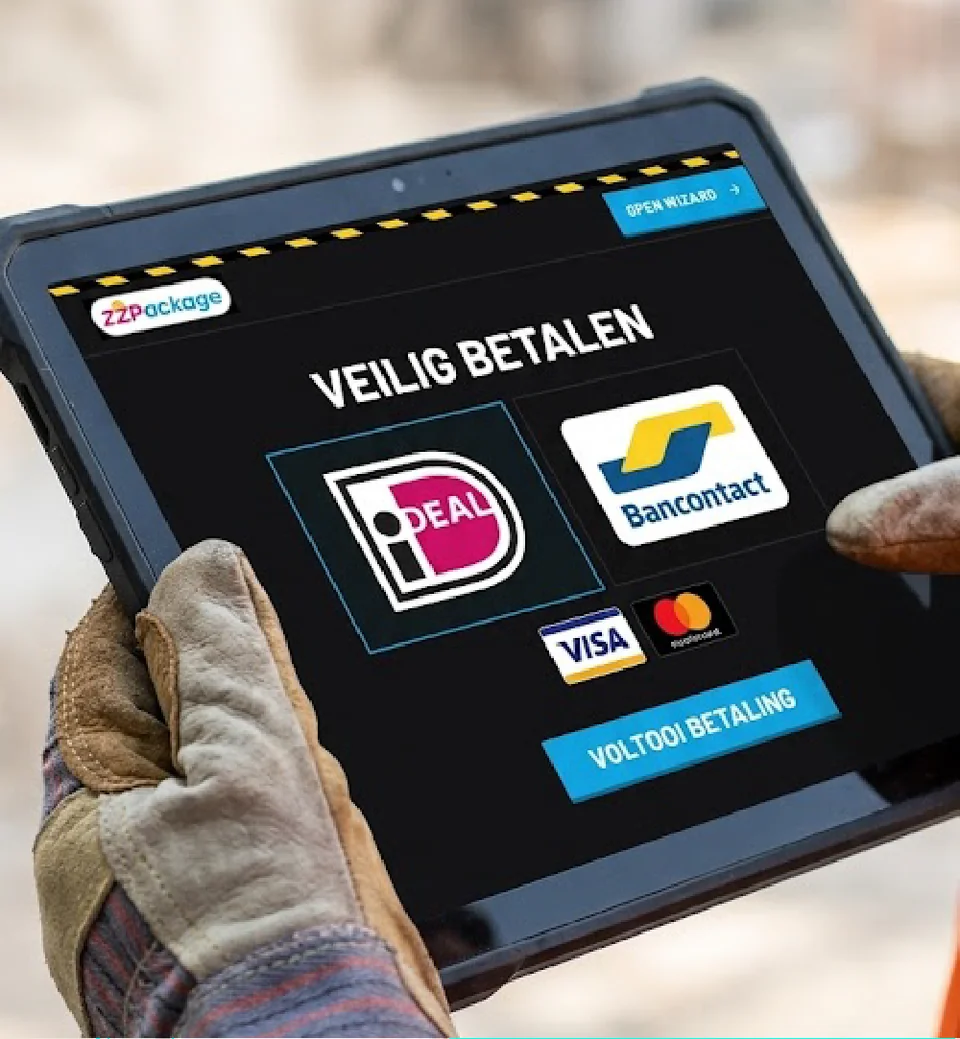 OPEN WIZARD →
ZZPackage
VEILIG BETALEN
iDEAL
Bancontact
VISA
VOLTOOI BETALING